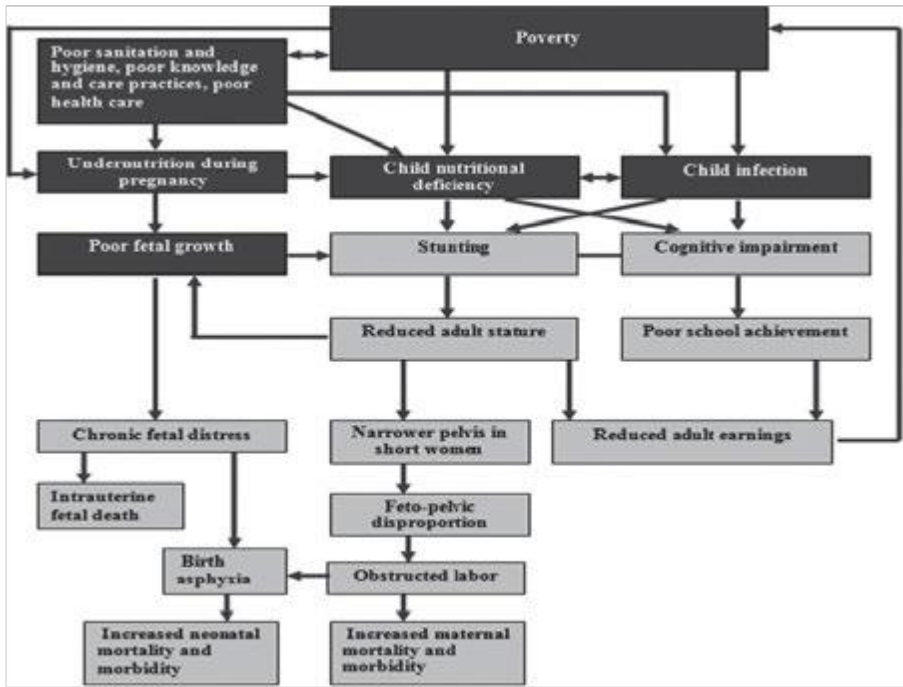 Poverty
Poor sanitation and
hygiene, poor knowledge
and care practices, poor
health care
Undernutrition during
pregnancy
Child nutritional
deficiency
Child infection
Poor fetal growth
Stunting
Cognitive impairment
Reduced adult stature
Poor school achievement
Chronic fetal distress
Narrower pelvis in
short women
Reduced adult earnings
Intrauterine
fetal death
Feto-pelvic
disproportion
Birth
asphyxia
Obstructed labor
Increased neonatal
mortality and
morbidity
Increased maternal
mortality and
morbidity